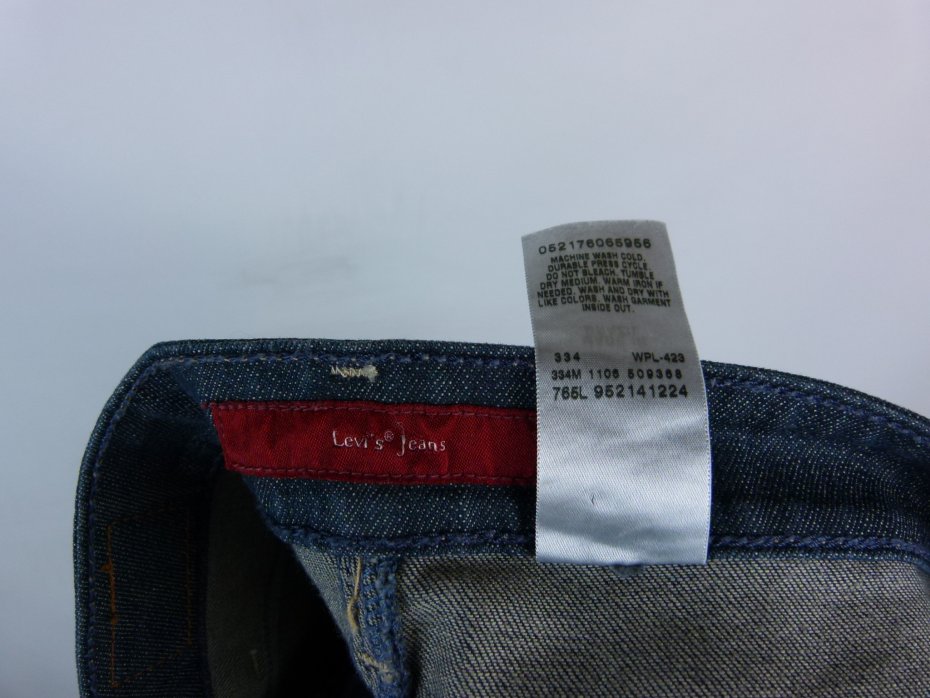 052176065956
MACHINE WASH COLD.
DURABLE PRESS CYCLE.
DO NOT BLEACH. TUMBLE
DRY MEDIUM. WARM IRON IF
NEEDED. WASH AND DRY WITH
LIKE COLORS. WASH GARMENT
INSIDE OUT.
334 WPL-423
334M 1106 509368
765L 952141224
Levi's® Jeans